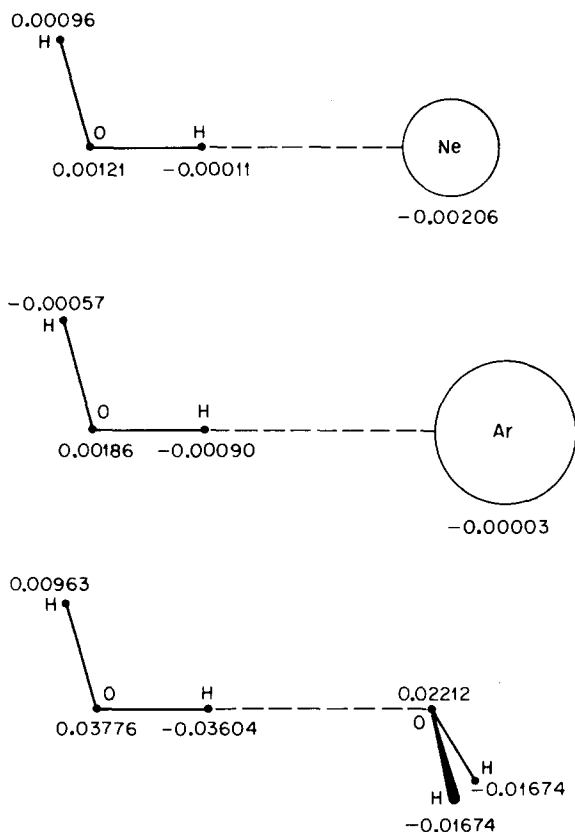 0.00096
H
O H Ne
0.00121 -0.00011
-0.00206
-0.00057
H
O H Ar
0.00186 -0.00090
-0.00003
0.00963
H
O H 0.02212
0.03776 -0.03604 O
H
-0.01674
H
-0.01674